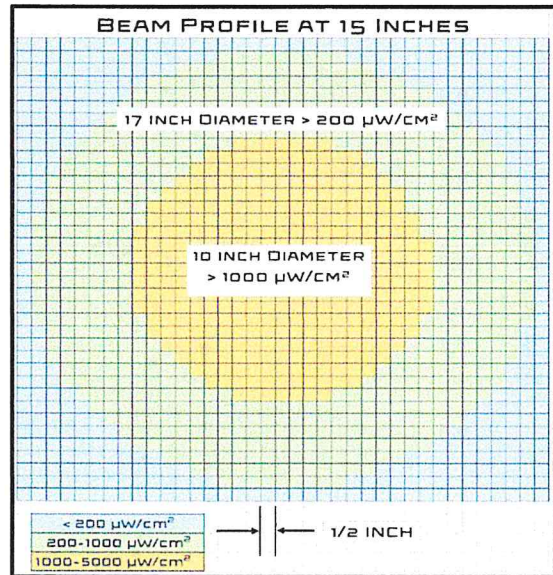 BEAM PROFILE AT 15 INCHES
17 INCH DIAMETER > 200 µW/CM²
10 INCH DIAMETER
> 1000 µW/CM²
< 200 µW/cm²
200-1000 µW/cm²
1000-5000 µW/cm²
1/2 INCH